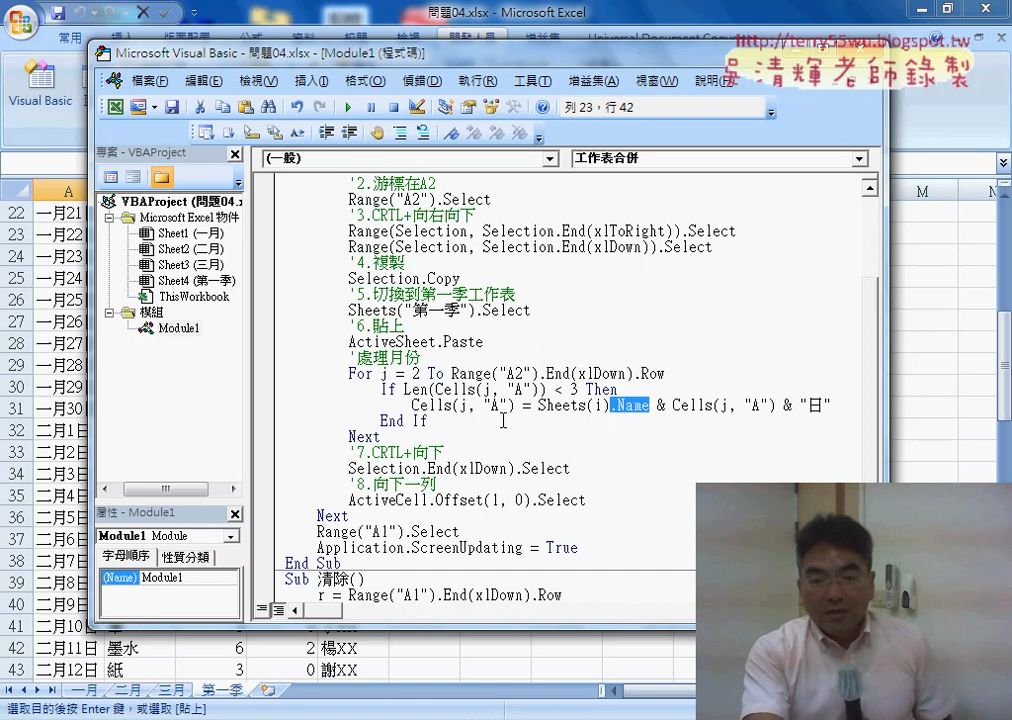 問題04.xlsx - Microsoft Excel
常用
http://terry55wu.blogspot.tw
吳清輝老師錄製
Visual Basic
Microsoft Visual Basic - 問題04.xlsx - [Module1 (程式碼)]
檔案(F) 編輯(E) 檢視(V) 插入(I) 格式(O) 偵錯(D) 執行(R) 工具(T) 增益集(A) 視窗(W)
列 23，行 42
專案 - VBAProject
(一般)
工作表合併
VBAProject (問題04.x
Microsoft Excel 物件
Sheet1 (一月)
Sheet2 (二月)
Sheet3 (三月)
Sheet4 (第一季)
ThisWorkbook
模組
Module1
屬性 - Module1
Module1 Module
字母順序 性質分類
(Name) Module1
'2.游標在A2
Range("A2").Select
'3.CRTL+向右向下
Range(Selection, Selection.End(xlToRight)).Select
Range(Selection, Selection.End(xlDown)).Select
'4.複製
Selection.Copy
'5.切換到第一季工作表
Sheets("第一季").Select
'6.貼上
ActiveSheet.Paste
'處理月份
For j = 2 To Range("A2").End(xlDown).Row
If Len(Cells(j, "A")) < 3 Then
Cells(j, "A") = Sheets(i).Name & Cells(j, "A") & "日"
End If
Next
'7.CRTL+向下
Selection.End(xlDown).Select
'8.向下一列
ActiveCell.Offset(1, 0).Select
Next
Range("A1").Select
Application.ScreenUpdating = True
End Sub
Sub 清除()
r = Range("A1").End(xlDown).Row
A M N
22 一月21
23 一月22
24 一月23
25 一月24
26 一月25
27 一月26
28 一月27
29 一月28
30 一月29
31 一月30
32 二月1日
33 二月2日
34 二月3日
35 二月4日
36 二月5日
37 二月6日
38 二月7日
39 二月8日
40 二月9日
41 二月10日
42 二月11日 墨水 6 2 楊XX
43 二月12日 紙 3 0 謝XX
一月 二月 三月 第一季
選取目的後按 Enter 鍵，或選取 [貼上]